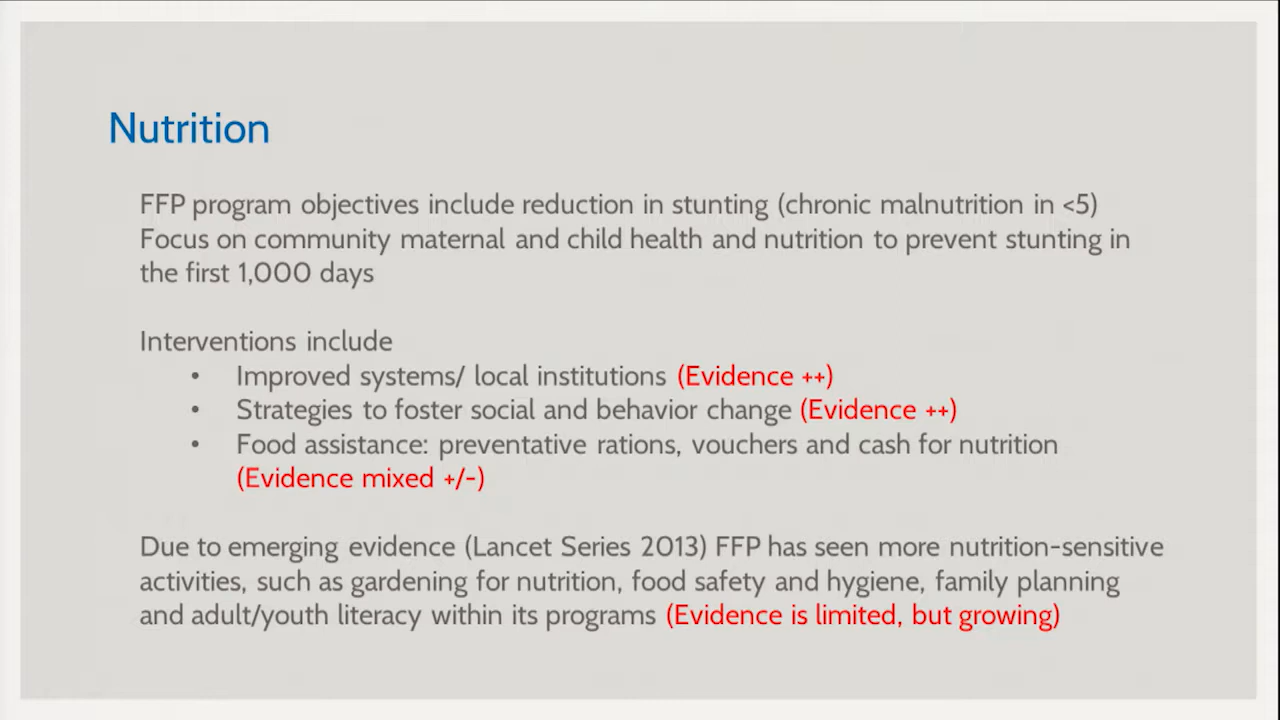 Nutrition
FFP program objectives include reduction in stunting (chronic malnutrition in <5)
Focus on community maternal and child health and nutrition to prevent stunting in
the first 1,000 days
Interventions include
• Improved systems/ local institutions (Evidence ++)
• Strategies to foster social and behavior change (Evidence ++)
• Food assistance: preventative rations, vouchers and cash for nutrition
(Evidence mixed +/-)
Due to emerging evidence (Lancet Series 2013) FFP has seen more nutrition-sensitive
activities, such as gardening for nutrition, food safety and hygiene, family planning
and adult/youth literacy within its programs (Evidence is limited, but growing)